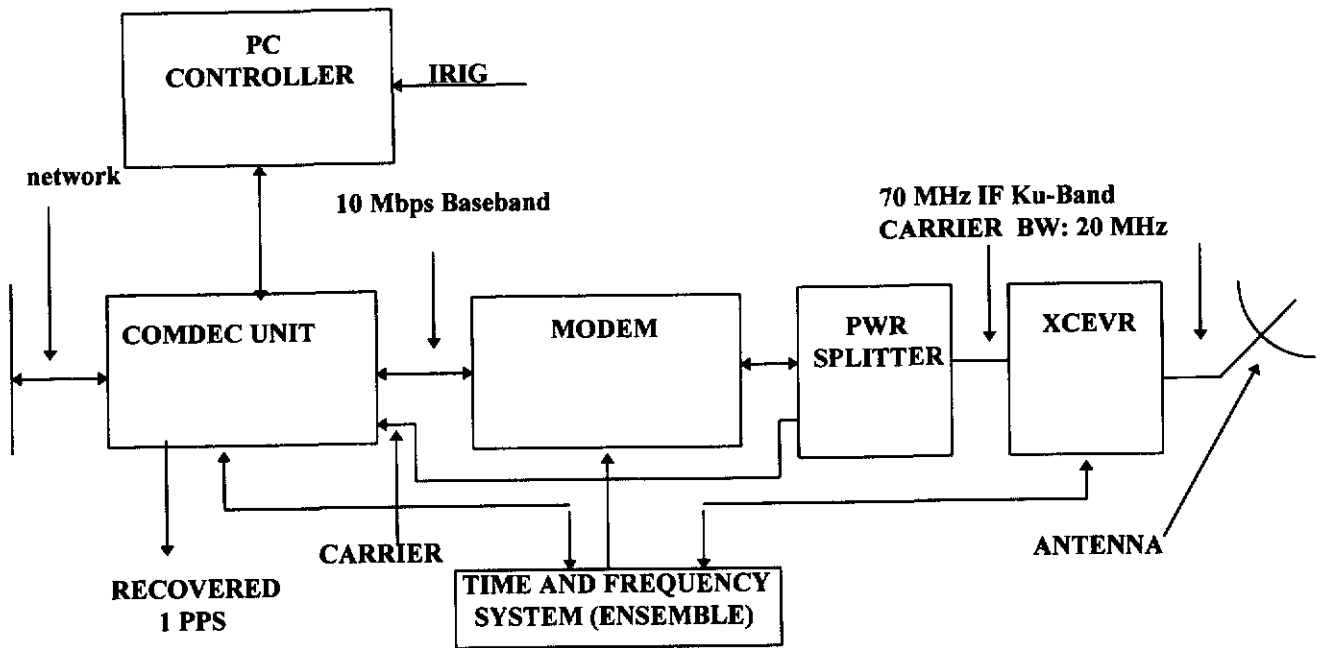 PC
CONTROLLER
IRIG
network
10 Mbps Baseband
70 MHz IF Ku-Band
CARRIER BW: 20 MHz
COMDEC UNIT
MODEM
PWR
SPLITTER
XCEVR
CARRIER
ANTENNA
RECOVERED
1 PPS
TIME AND FREQUENCY
SYSTEM (ENSEMBLE)